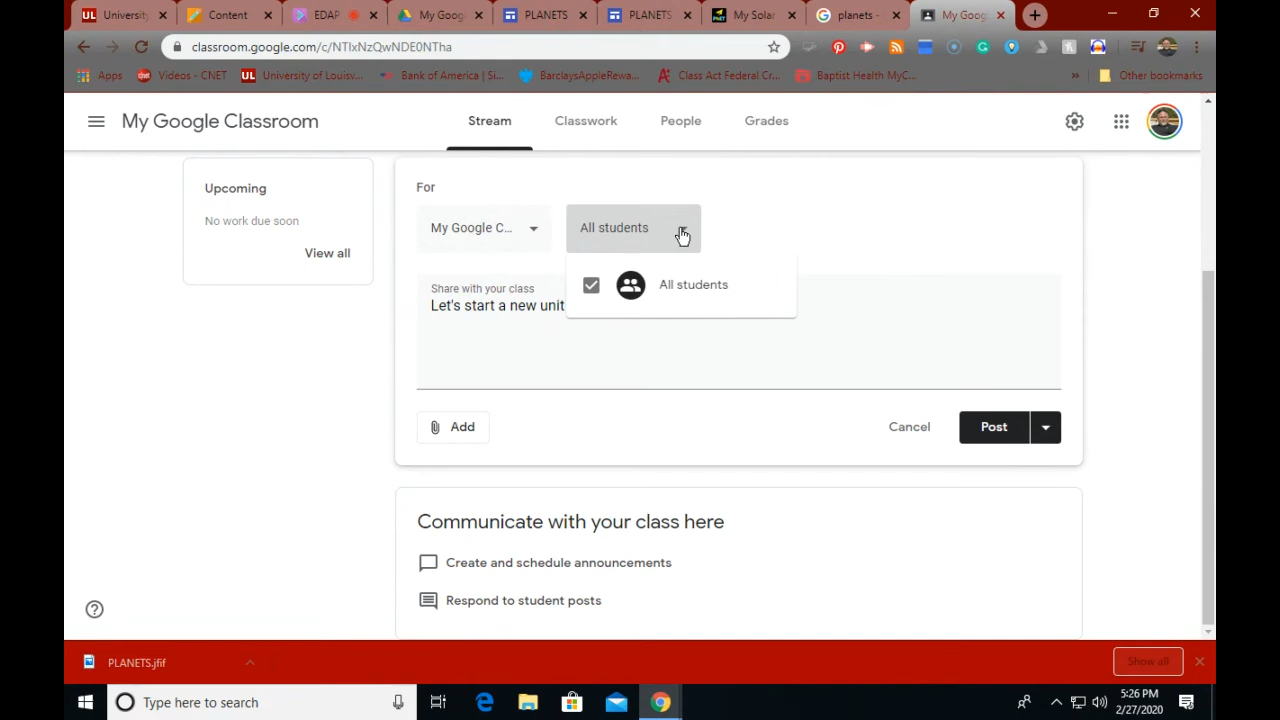 University
Content
EDAP
My Goog
PLANETS
PLANETS
My Solar
planets -
My Goog
classroom.google.com/c/NTIxNzQwNDE0NTha
Apps
Videos - CNET
University of Louisv...
Bank of America | Si...
BarclaysAppleRewa...
Class Act Federal Cr...
Baptist Health MyC...
»
Other bookmarks
My Google Classroom
Stream
Classwork
People
Grades
Upcoming
No work due soon
View all
For
My Google C...
All students
All students
Share with your class
Let's start a new unit
Add
Cancel
Post
Communicate with your class here
Create and schedule announcements
Respond to student posts
PLANETS.jfif
Show all
Type here to search
5:26 PM
2/27/2020